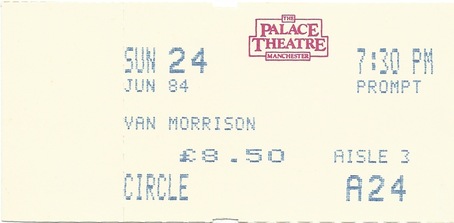 THE
PALACE
THEATRE
MANCHESTER
SUN 24
JUN 84
7:30 PM
PROMPT
VAN MORRISON
£8.50
AISLE 3
CIRCLE
A24